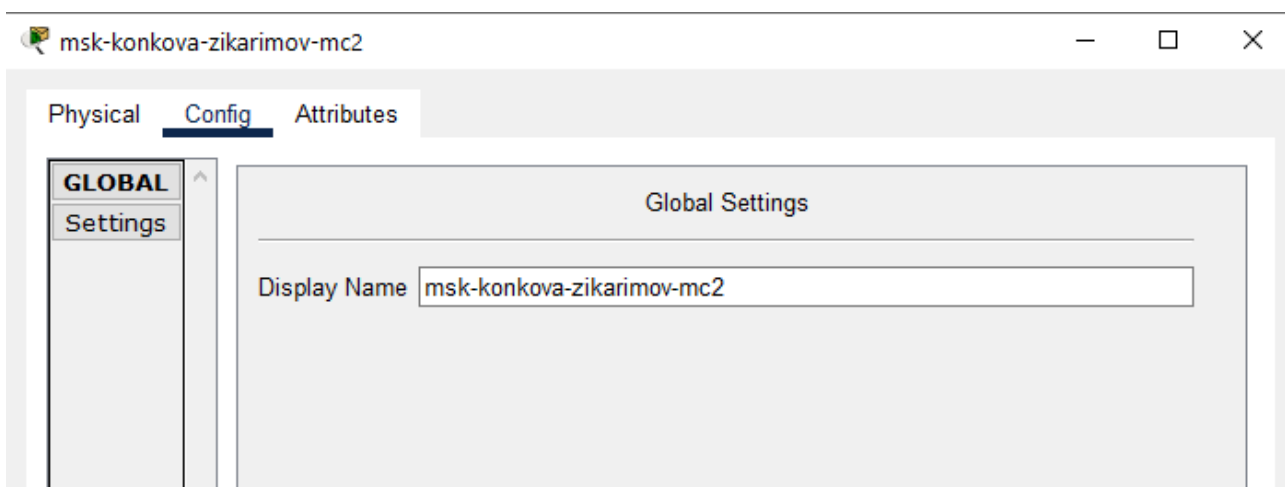 msk-konkova-zikarimov-mc2
Physical Config Attributes
GLOBAL
Settings
Global Settings
Display Name msk-konkova-zikarimov-mc2